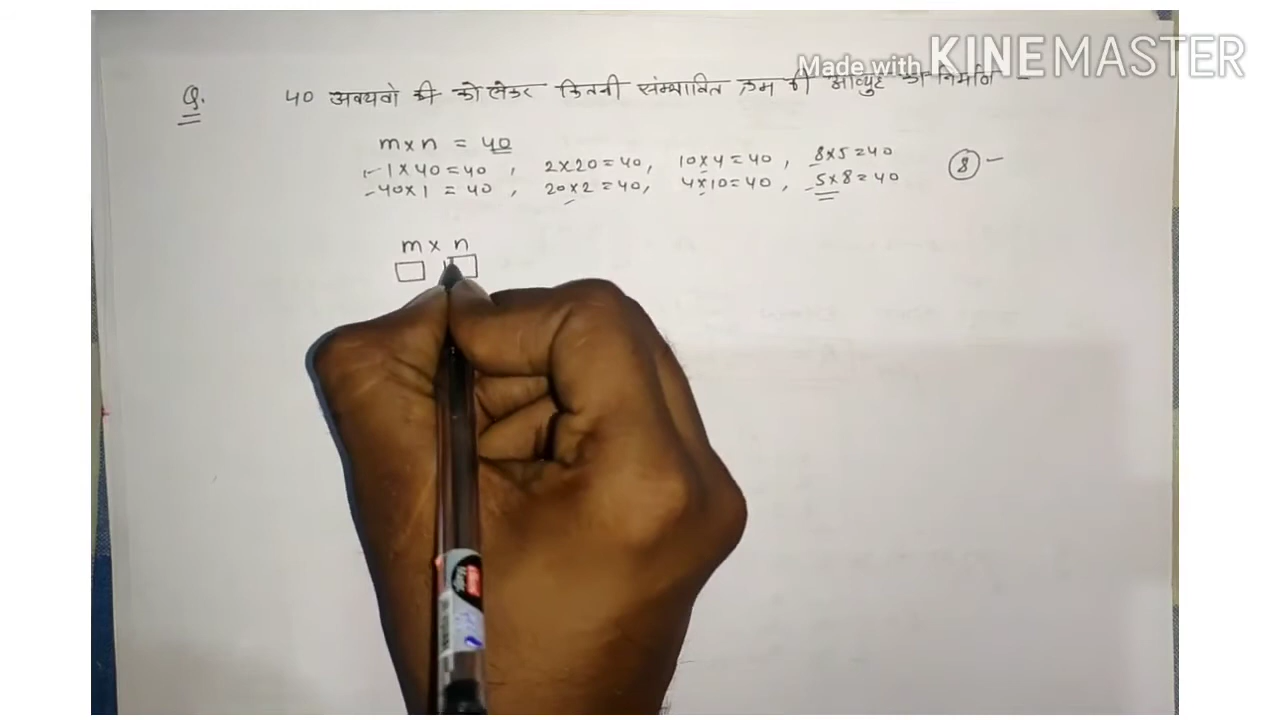 Made with KINEMASTER
Q. 40 अवयवो की को लेकर कितनी संम्भावित क्रम की आव्युह का निर्माण -
m x n = 40
- 1 x 40 = 40 , 2 x 20 = 40, 10 x 4 = 40 , 8 x 5 = 40 8 -
- 40 x 1 = 40 , 20 x 2 = 40, 4 x 10 = 40 , - 5 x 8 = 40
m x n